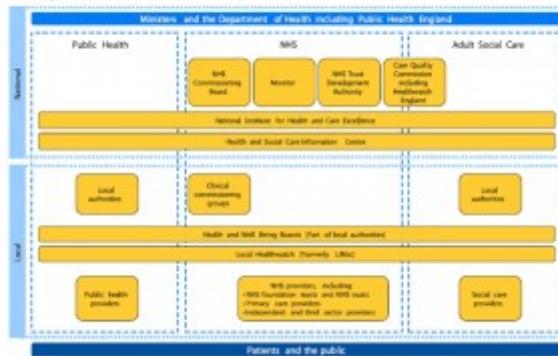 Ministers and the Department of Health including Public Health England
Public Health
NHS
Adult Social Care
National
NHS
Commissioning
Board
Monitor
NHS Trust
Development
Authority
Care Quality
Commission
including
Healthwatch
England
National Institute for Health and Care Excellence
Health and Social Care Information Centre
Local
Local
authorities
Clinical
commissioning
groups
Local
authorities
Health and Well Being Boards (Part of local authorities)
Local Healthwatch (formerly LINks)
Public health
providers
NHS providers, including
•NHS foundation trusts and NHS trusts
•Primary care providers
•Independent and third sector providers
Social care
providers
Patients and the public